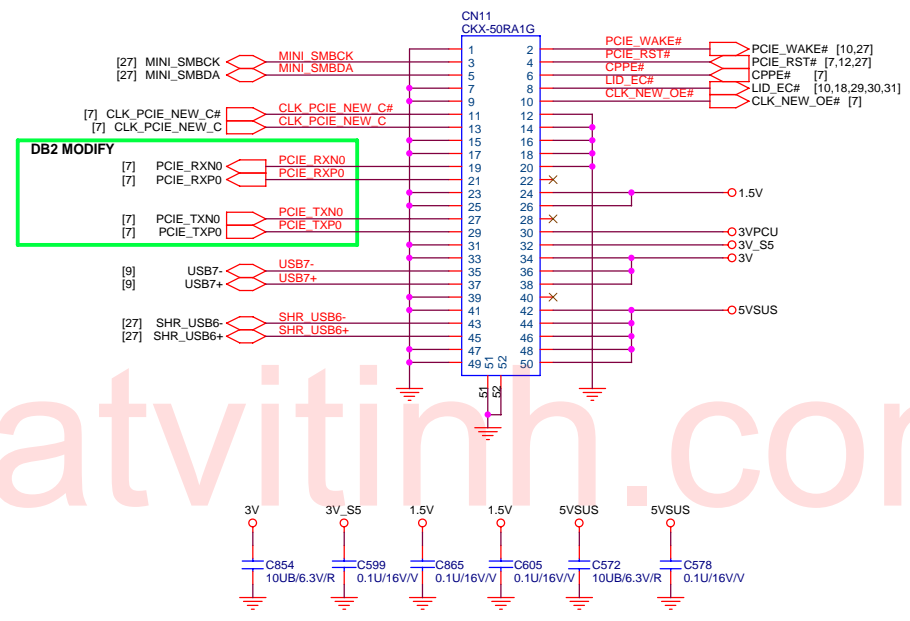 CN11
CKX-50RA1G
[27] MINI_SMBCK MINI_SMBCK 1 2 PCIE_WAKE# PCIE_WAKE# [10,27]
[27] MINI_SMBDA MINI_SMBDA 3 4 PCIE_RST# PCIE_RST# [7,12,27]
5 6 CPPE# CPPE# [7]
7 8 LID_EC# LID_EC# [10,18,29,30,31]
9 10 CLK_NEW_OE# CLK_NEW_OE# [7]
[7] CLK_PCIE_NEW_C# CLK_PCIE_NEW_C# 11 12
[7] CLK_PCIE_NEW_C CLK_PCIE_NEW_C 13 14
DB2 MODIFY 15 16
17 18
[7] PCIE_RXN0 PCIE_RXN0 19 20
[7] PCIE_RXP0 PCIE_RXP0 21 22
23 24 1.5V
25 26
[7] PCIE_TXN0 PCIE_TXN0 27 28
[7] PCIE_TXP0 PCIE_TXP0 29 30 3VPCU
31 32 3V_S5
33 34 3V
[9] USB7- USB7- 35 36
[9] USB7+ USB7+ 37 38
39 40
41 42 5VSUS
[27] SHR_USB6- SHR_USB6- 43 44
[27] SHR_USB6+ SHR_USB6+ 45 46
47 48
49 51 52 50
51 52
atvitinh.cor
3V 3V_S5 1.5V 1.5V 5VSUS 5VSUS
C854 C599 C865 C605 C572 C578
10UB/6.3V/R 0.1U/16V/V 0.1U/16V/V 0.1U/16V/V 10UB/6.3V/R 0.1U/16V/V